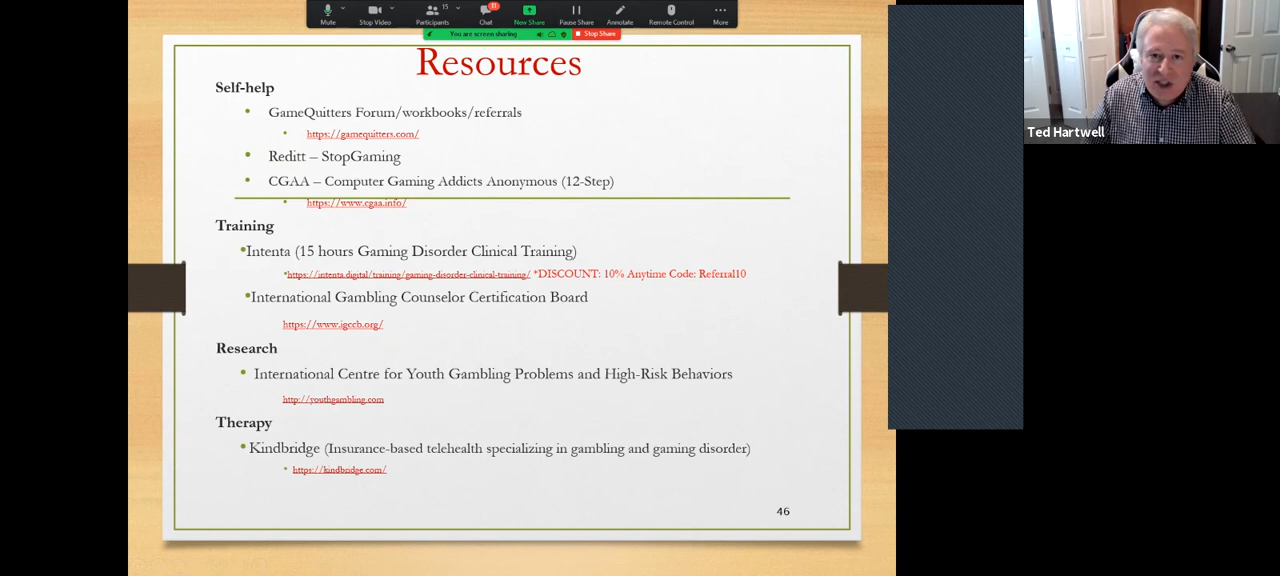 15
11
Mute
Stop Video
Participants
Chat
New Share
Pause Share
Annotate
Remote Control
More
You are screen sharing
Stop Share
Resources
Self-help
• GameQuitters Forum/workbooks/referrals
• https://gamequitters.com/
• Reditt – StopGaming
• CGAA – Computer Gaming Addicts Anonymous (12-Step)
• https://www.cgaa.info/
Training
•Intenta (15 hours Gaming Disorder Clinical Training)
•https://intenta.digital/training/gaming-disorder-clinical-training/ *DISCOUNT: 10% Anytime Code: Referral10
•International Gambling Counselor Certification Board
https://www.igccb.org/
Research
• International Centre for Youth Gambling Problems and High-Risk Behaviors
http://youthgambling.com
Therapy
• Kindbridge (Insurance-based telehealth specializing in gambling and gaming disorder)
• https://kindbridge.com/
46
Ted Hartwell